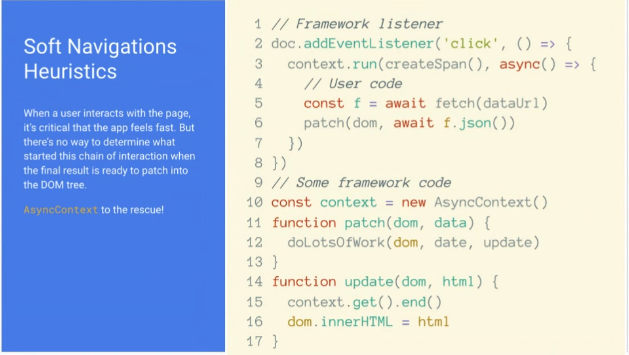 Soft Navigations
Heuristics
When a user interacts with the page,
it's critical that the app feels fast. But
there's no way to determine what
started this chain of interaction when
the final result is ready to patch into
the DOM tree.
AsyncContext to the rescue!
1 // Framework listener
2 doc.addEventListener('click', () => {
3   context.run(createSpan(), async() => {
4     // User code
5     const f = await fetch(dataUrl)
6     patch(dom, await f.json())
7   })
8 })
9 // Some framework code
10 const context = new AsyncContext()
11 function patch(dom, data) {
12   doLotsOfWork(dom, date, update)
13 }
14 function update(dom, html) {
15   context.get().end()
16   dom.innerHTML = html
17 }